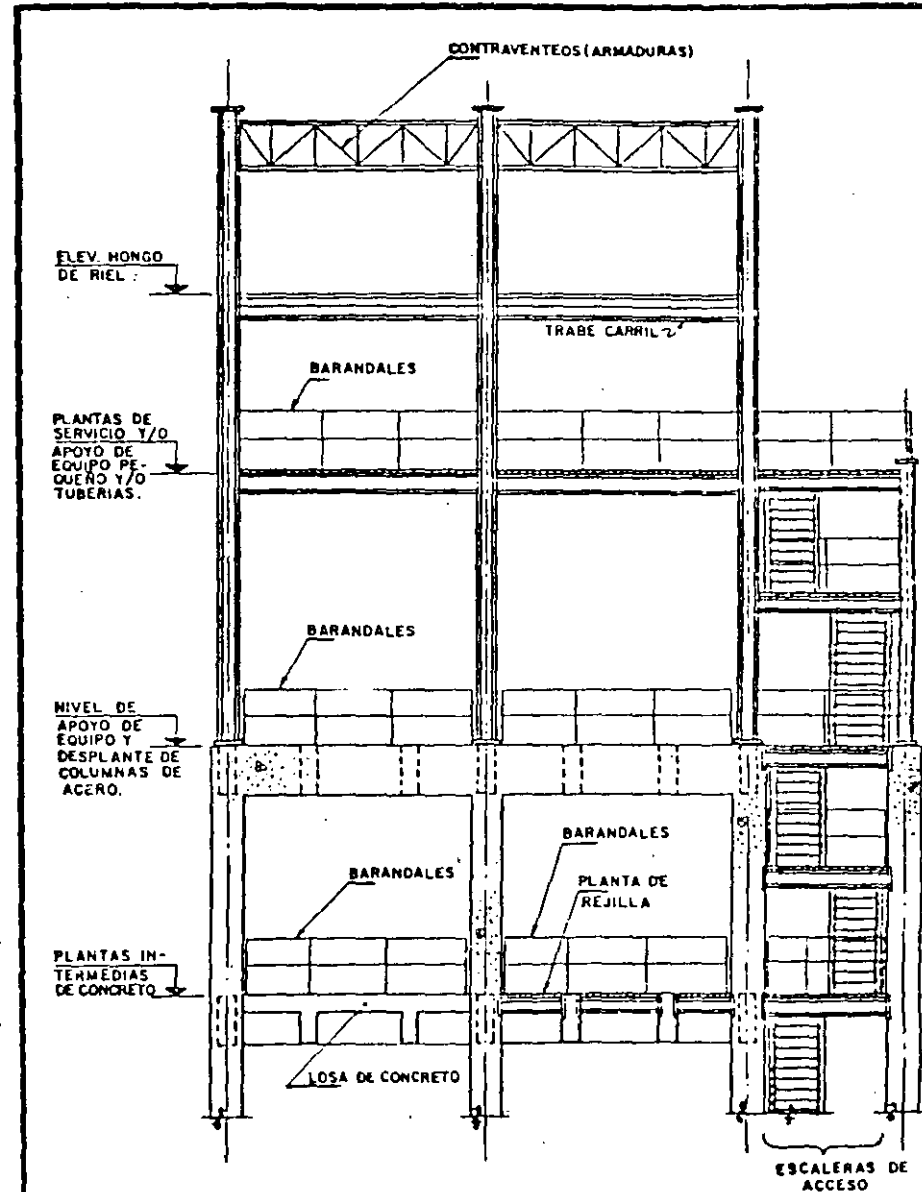 CONTRAVENTEOS (ARMADURAS)
ELEV. HONGO
DE RIEL
TRABE CARRIL
BARANDALES
PLANTAS DE
SERVICIO Y/O
APOYO DE
EQUIPO PE-
QUEÑO Y/O
TUBERIAS.
BARANDALES
NIVEL DE
APOYO DE
EQUIPO Y
DESPLANTE DE
COLUMNAS DE
ACERO.
BARANDALES
BARANDALES
PLANTA DE
REJILLA
PLANTAS IN-
TERMEDIAS
DE CONCRETO
LOSA DE CONCRETO
ESCALERAS DE
ACCESO